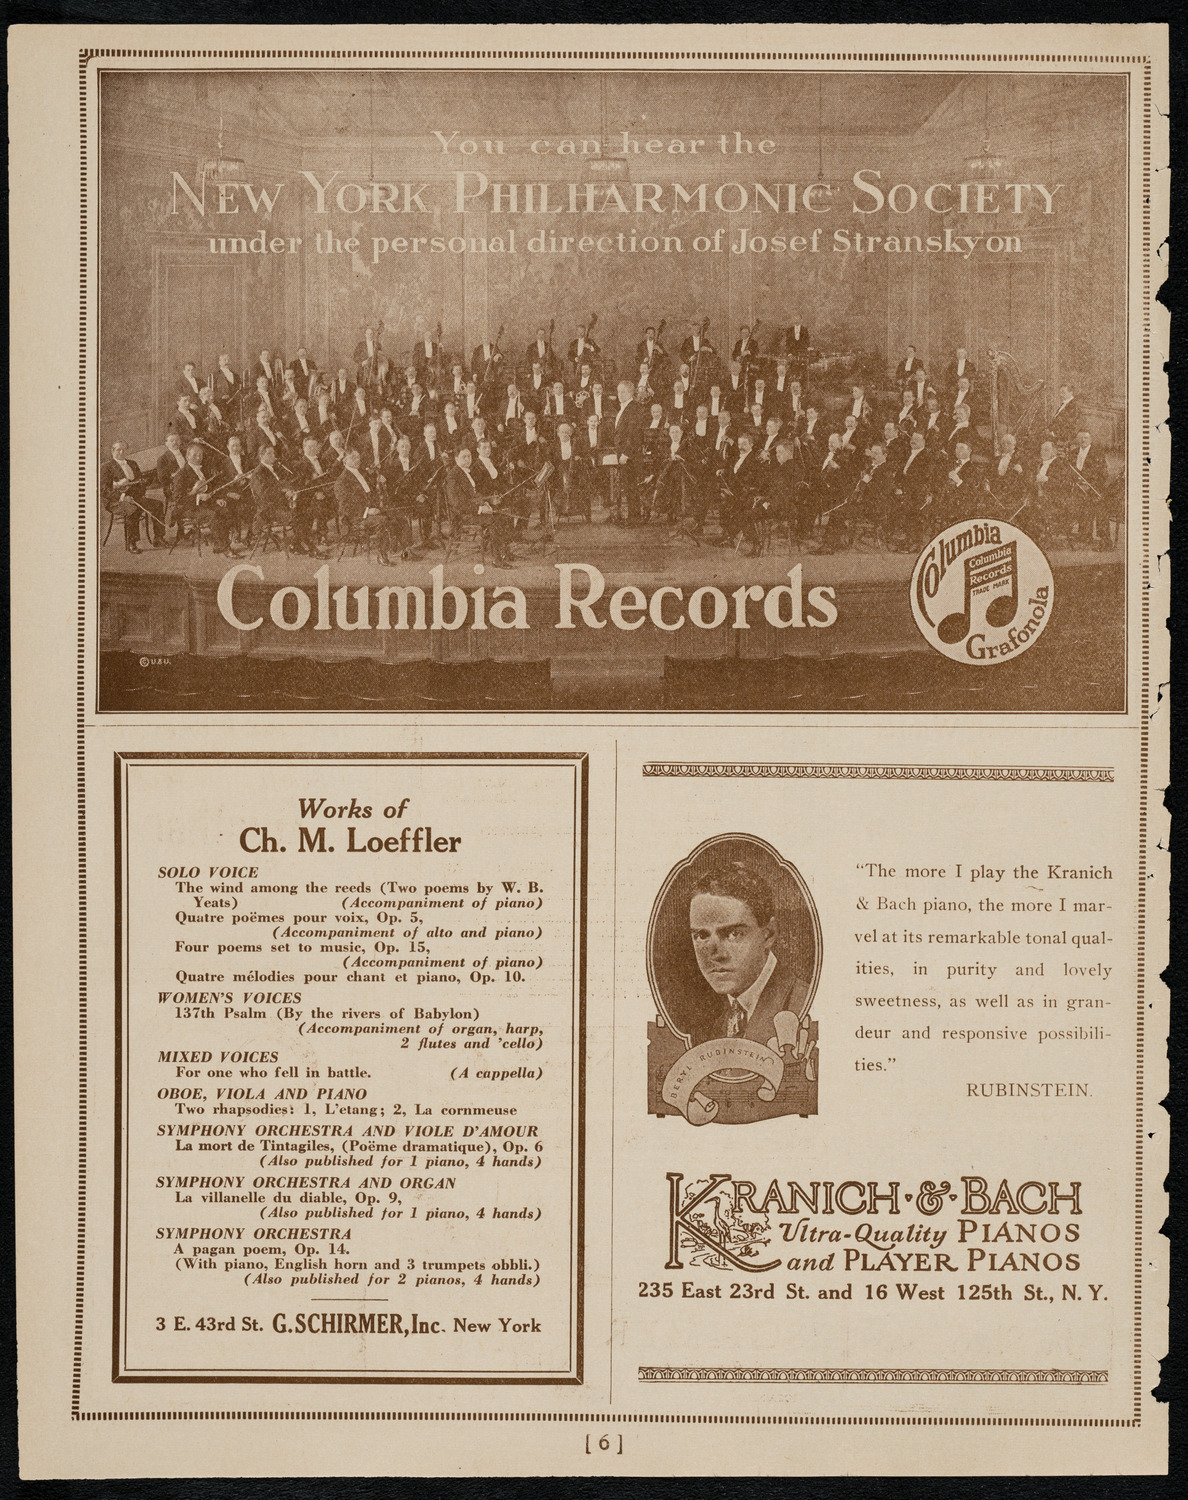 You can hear the
NEW YORK PHILHARMONIC SOCIETY
under the personal direction of Josef Stransky on
Columbia Records
Columbia
Columbia
Records
TRADE MARK
Grafonola
© U & U.
Works of
Ch. M. Loeffler
SOLO VOICE
The wind among the reeds (Two poems by W. B.
Yeats) (Accompaniment of piano)
Quatre poëmes pour voix, Op. 5,
(Accompaniment of alto and piano)
Four poems set to music, Op. 15,
(Accompaniment of piano)
Quatre mélodies pour chant et piano, Op. 10.
WOMEN'S VOICES
137th Psalm (By the rivers of Babylon)
(Accompaniment of organ, harp,
2 flutes and 'cello)
MIXED VOICES
For one who fell in battle. (A cappella)
OBOE, VIOLA AND PIANO
Two rhapsodies: 1, L'etang; 2, La cornmeuse
SYMPHONY ORCHESTRA AND VIOLE D'AMOUR
La mort de Tintagiles, (Poëme dramatique), Op. 6
(Also published for 1 piano, 4 hands)
SYMPHONY ORCHESTRA AND ORGAN
La villanelle du diable, Op. 9,
(Also published for 1 piano, 4 hands)
SYMPHONY ORCHESTRA
A pagan poem, Op. 14.
(With piano, English horn and 3 trumpets obbli.)
(Also published for 2 pianos, 4 hands)
3 E. 43rd St. G. SCHIRMER, Inc. New York
BERYL RUBINSTEIN
"The more I play the Kranich
& Bach piano, the more I mar-
vel at its remarkable tonal qual-
ities, in purity and lovely
sweetness, as well as in gran-
deur and responsive possibili-
ties."
RUBINSTEIN.
KRANICH·&·BACH
Ultra-Quality PIANOS
and PLAYER PIANOS
235 East 23rd St. and 16 West 125th St., N. Y.
[ 6 ]